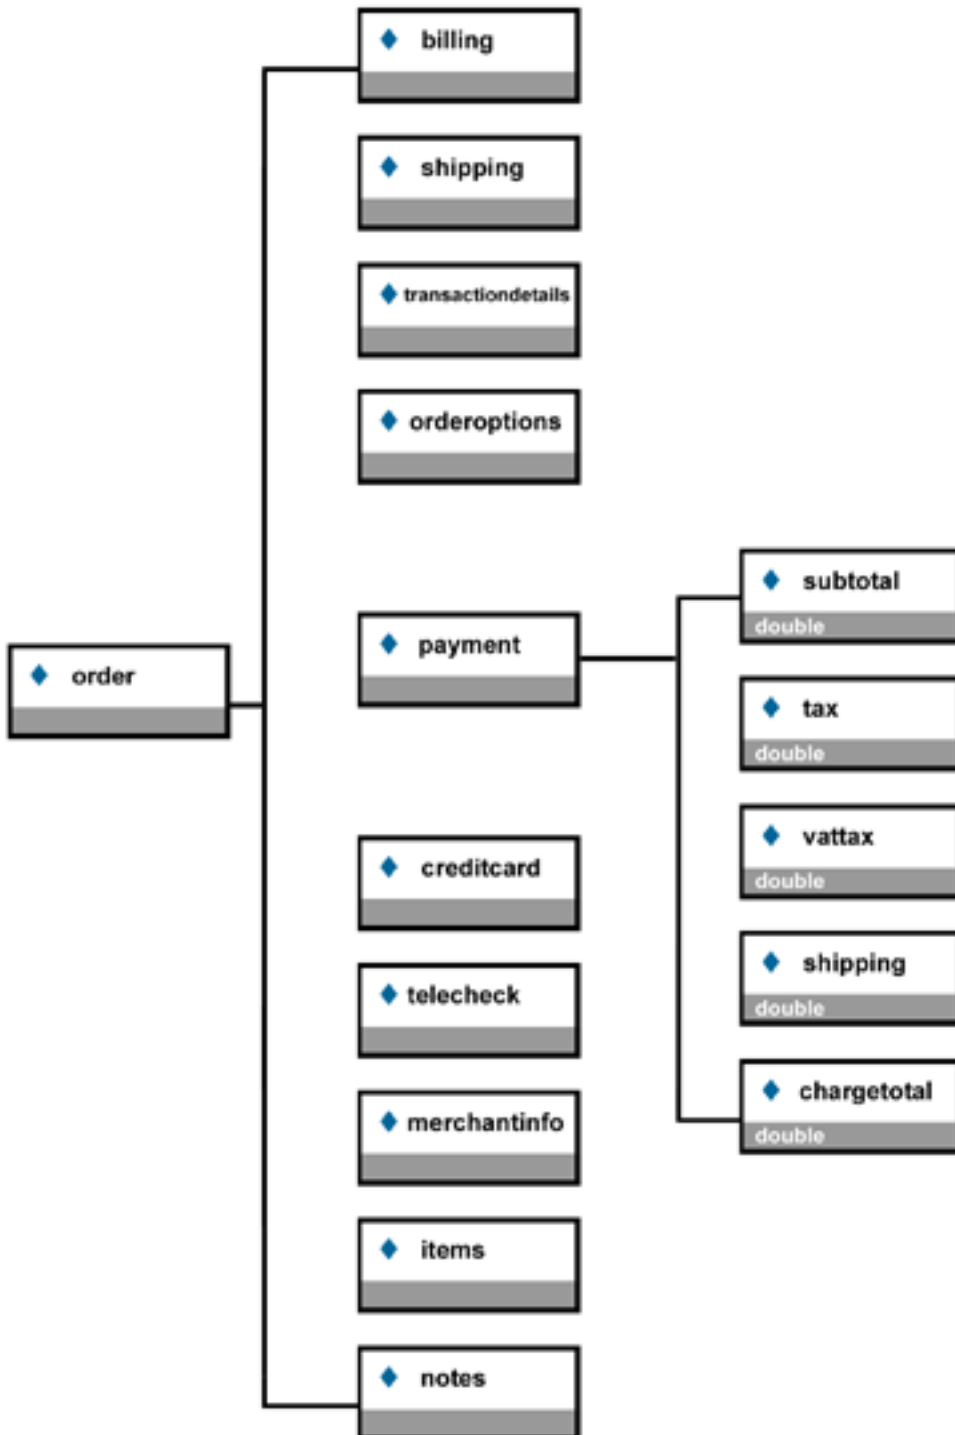 billing
shipping
transactiondetails
orderoptions
order
payment
subtotal
double
tax
double
vattax
double
shipping
double
chargetotal
double
creditcard
telecheck
merchantinfo
items
notes